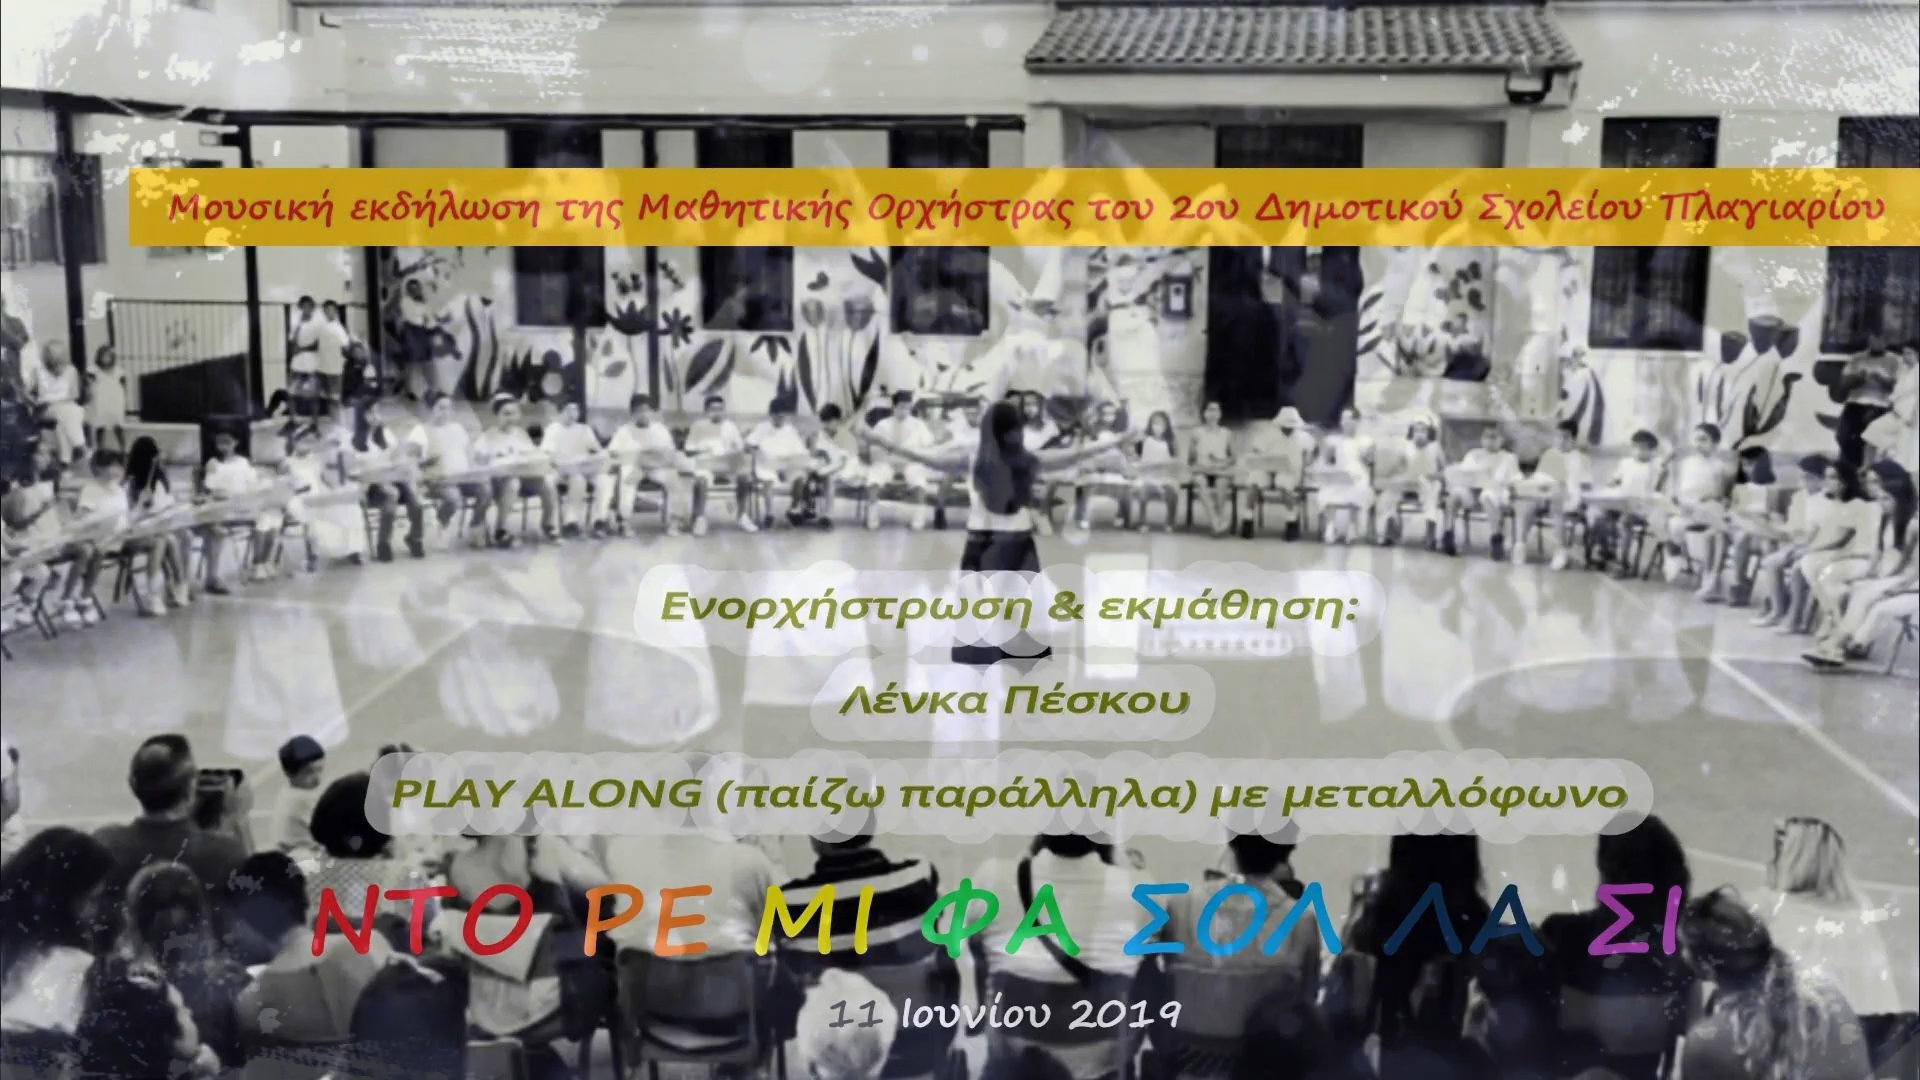 Μουσική εκδήλωση της Μαθητικής Ορχήστρας του 2ου Δημοτικού Σχολείου Πλαγιαρίου
Ενορχήστρωση & εκμάθηση:
Λένκα Πέσκου
PLAY ALONG (παίζω παράλληλα) με μεταλλόφωνο
ΝΤΟ ΡΕ ΜΙ ΦΑ ΣΟΛ ΛΑ ΣΙ
11 Ιουνίου 2019